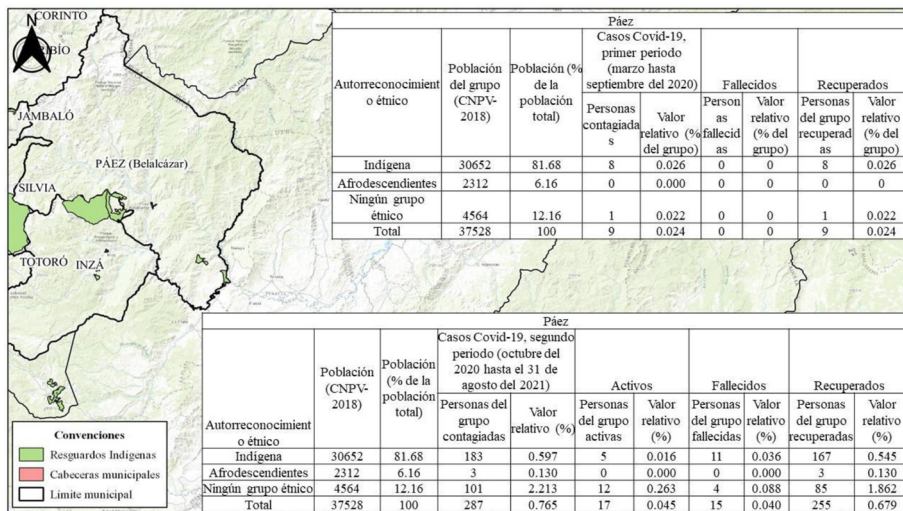 CORINTO
N
RIBÍO
JAMBALÓ
PÁEZ (Belalcázar)
SILVIA
TOTORÓ
INZÁ
Páez
Autorreconocimient
o étnico
Población
del grupo
(CNPV-
2018)
Población (%
de la
población
total)
Casos Covid-19,
primer periodo
(marzo hasta
septiembre del 2020)
Fallecidos
Recuperados
Personas
contagiada
s
Valor
relativo (%
del grupo)
Person
as
fallecid
as
Valor
relativo
(% del
grupo)
Personas
del grupo
recuperad
as
Valor
relativo
(% del
grupo)
Indígena 30652 81.68 8 0.026 0 0 8 0.026
Afrodescendientes 2312 6.16 0 0.000 0 0 0 0
Ningún grupo
étnico 4564 12.16 1 0.022 0 0 1 0.022
Total 37528 100 9 0.024 0 0 9 0.024
Páez
Autorreconocimient
o étnico
Población
(CNPV-
2018)
Población
(% de la
población
total)
Casos Covid-19, segundo
periodo (octubre del
2020 hasta el 31 de
agosto del 2021)
Activos
Fallecidos
Recuperados
Personas del
grupo
contagiadas
Valor
relativo (%)
Personas
del grupo
activas
Valor
relativo
(%)
Personas
del grupo
fallecidas
Valor
relativo
(%)
Personas
del grupo
recuperadas
Valor
relativo
(%)
Indígena 30652 81.68 183 0.597 5 0.016 11 0.036 167 0.545
Afrodescendientes 2312 6.16 3 0.130 0 0.000 0 0.000 3 0.130
Ningún grupo étnico 4564 12.16 101 2.213 12 0.263 4 0.088 85 1.862
Total 37528 100 287 0.765 17 0.045 15 0.040 255 0.679
Convenciones
Resguardos Indígenas
Cabeceras municipales
Limite municipal